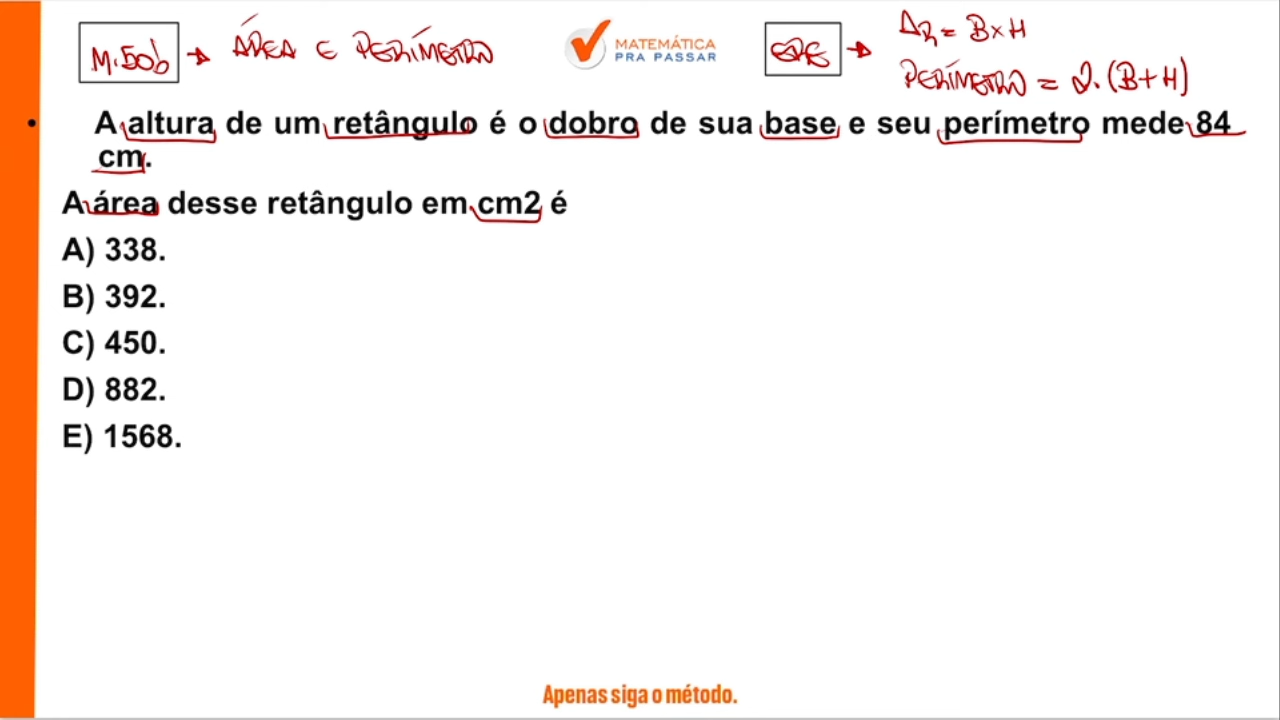 M.50b → ÁREA E PERÍMETRO
MATEMÁTICA
PRA PASSAR
→ AR = B×H
PERÍMETRO = 2.(B+H)
• A altura de um retângulo é o dobro de sua base e seu perímetro mede 84
cm.
A área desse retângulo em cm2 é
A) 338.
B) 392.
C) 450.
D) 882.
E) 1568.
Apenas siga o método.